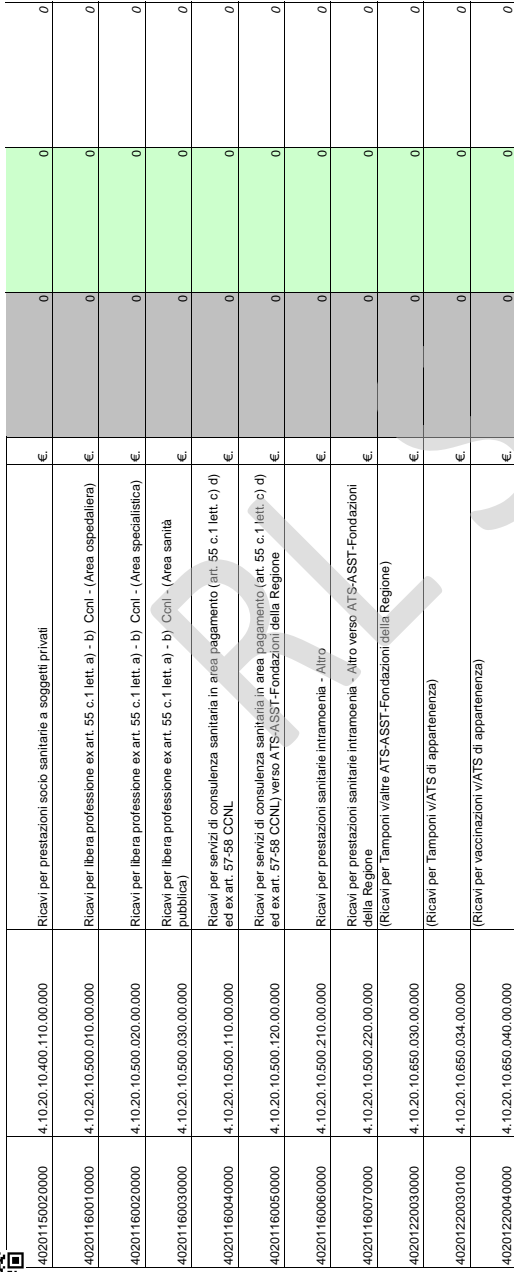 402011500200000 4.10.20.10.400.110.00.000 Ricavi per prestazioni socio sanitarie a soggetti privati €. 0 0 0
402011600100000 4.10.20.10.500.010.00.000 Ricavi per libera professione ex art. 55 c.1 lett. a) - b) Ccnl - (Area ospedaliera) €. 0 0 0
402011600200000 4.10.20.10.500.020.00.000 Ricavi per libera professione ex art. 55 c.1 lett. a) - b) Ccnl - (Area specialistica) €. 0 0 0
402011600300000 4.10.20.10.500.030.00.000 Ricavi per libera professione ex art. 55 c.1 lett. a) - b) Ccnl - (Area sanità
pubblica) €. 0 0 0
402011600400000 4.10.20.10.500.110.00.000 Ricavi per servizi di consulenza sanitaria in area pagamento (art. 55 c.1 lett. c) d)
ed ex art. 57-58 CCNL €. 0 0 0
402011600500000 4.10.20.10.500.120.00.000 Ricavi per servizi di consulenza sanitaria in area pagamento (art. 55 c.1 lett. c) d)
ed ex art. 57-58 CCNL) verso ATS-ASST-Fondazioni della Regione €. 0 0 0
402011600600000 4.10.20.10.500.210.00.000 Ricavi per prestazioni sanitarie intramoenia - Altro €. 0 0 0
402011600700000 4.10.20.10.500.220.00.000 Ricavi per prestazioni sanitarie intramoenia - Altro verso ATS-ASST-Fondazioni
della Regione €. 0 0 0
402012200300000 4.10.20.10.650.030.00.000 (Ricavi per Tamponi v/altre ATS-ASST-Fondazioni della Regione) €. 0 0 0
402012200300100 4.10.20.10.650.034.00.000 (Ricavi per Tamponi v/ATS di appartenenza) €. 0 0 0
402012200400000 4.10.20.10.650.040.00.000 (Ricavi per vaccinazioni v/ATS di appartenenza) €. 0 0 0